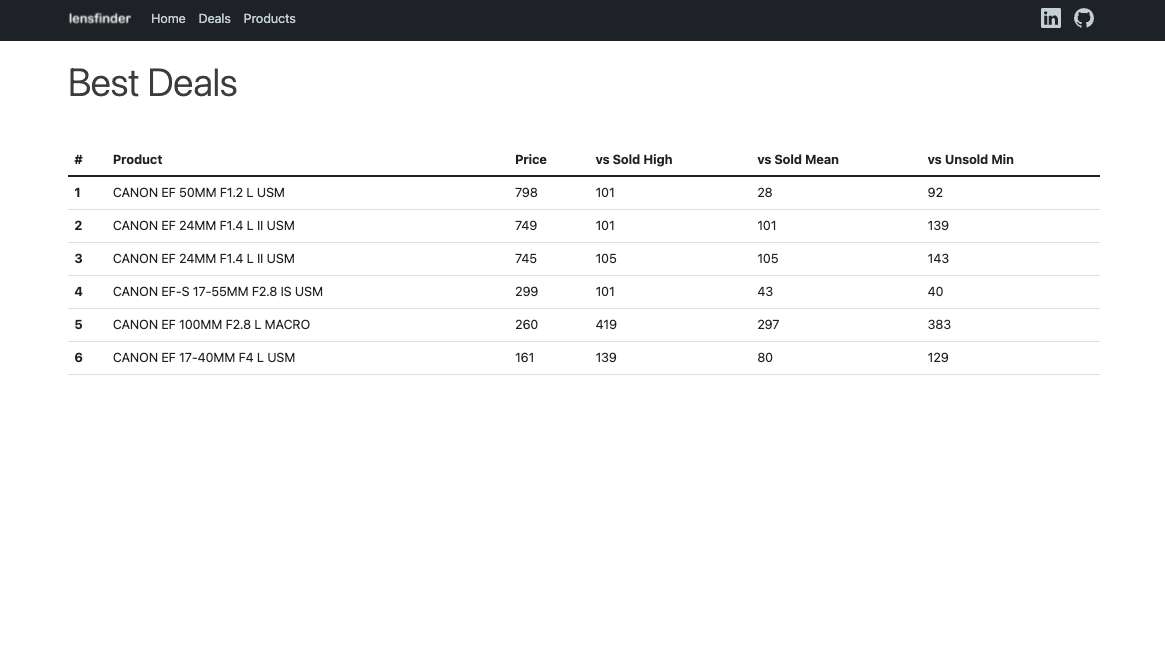 lensfinder Home Deals Products
Best Deals
# Product Price vs Sold High vs Sold Mean vs Unsold Min
1 CANON EF 50MM F1.2 L USM 798 101 28 92
2 CANON EF 24MM F1.4 L II USM 749 101 101 139
3 CANON EF 24MM F1.4 L II USM 745 105 105 143
4 CANON EF-S 17-55MM F2.8 IS USM 299 101 43 40
5 CANON EF 100MM F2.8 L MACRO 260 419 297 383
6 CANON EF 17-40MM F4 L USM 161 139 80 129